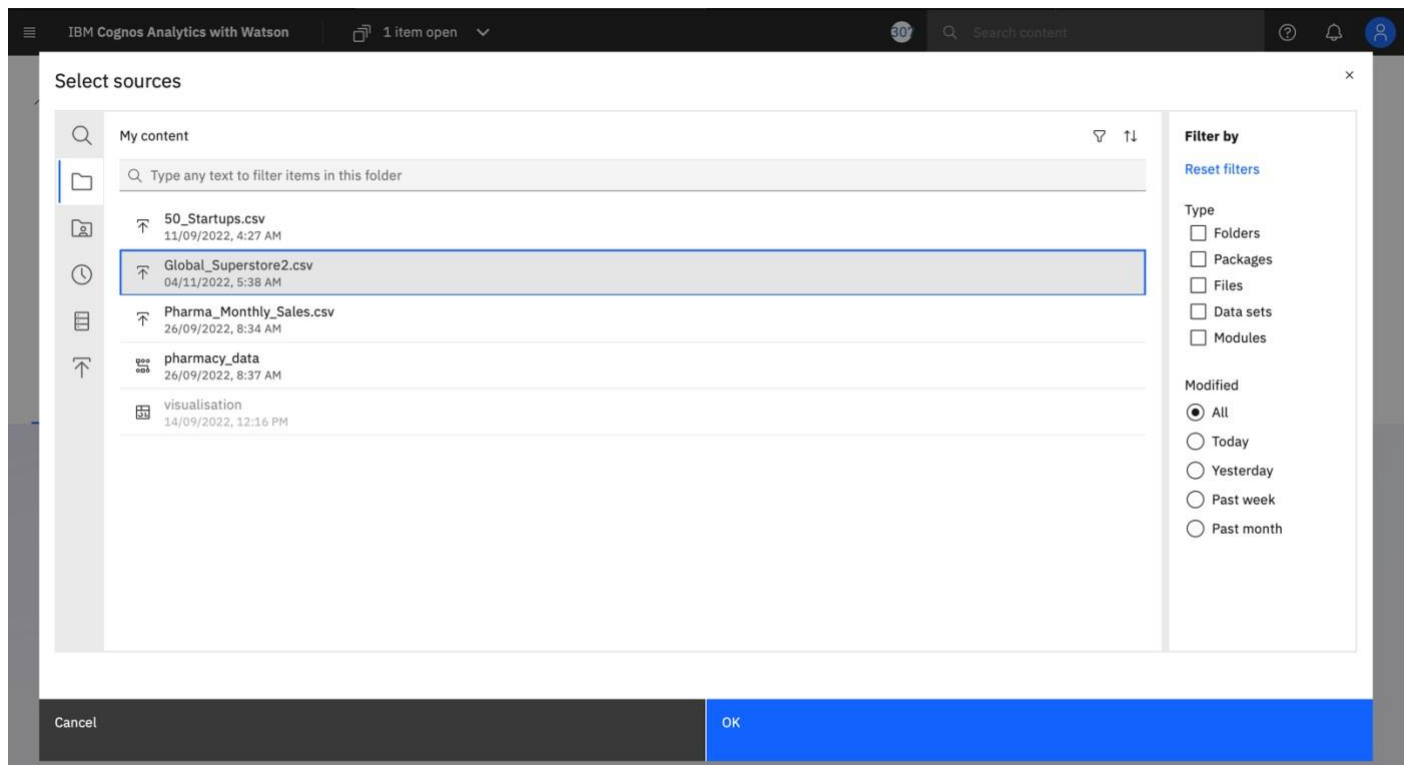 IBM Cognos Analytics with Watson
1 item open
Search content
Select sources
My content
Type any text to filter items in this folder
50_Startups.csv
11/09/2022, 4:27 AM
Global_Superstore2.csv
04/11/2022, 5:38 AM
Pharma_Monthly_Sales.csv
26/09/2022, 8:34 AM
pharmacy_data
26/09/2022, 8:37 AM
visualisation
14/09/2022, 12:16 PM
Filter by
Reset filters
Type
Folders
Packages
Files
Data sets
Modules
Modified
All
Today
Yesterday
Past week
Past month
Cancel
OK